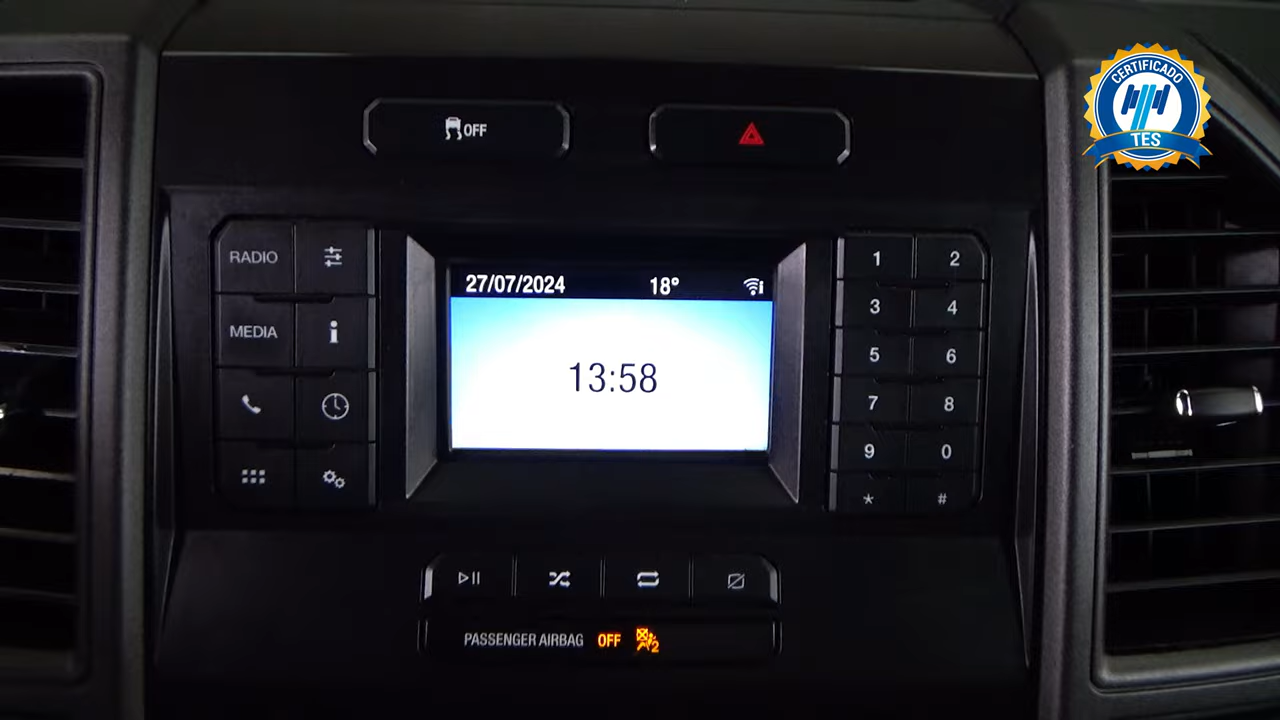 CERTIFICADO
TES
OFF
RADIO
MEDIA
27/07/2024 18°
13:58
1 2
3 4
5 6
7 8
9 0
* #
PASSENGER AIRBAG OFF 2